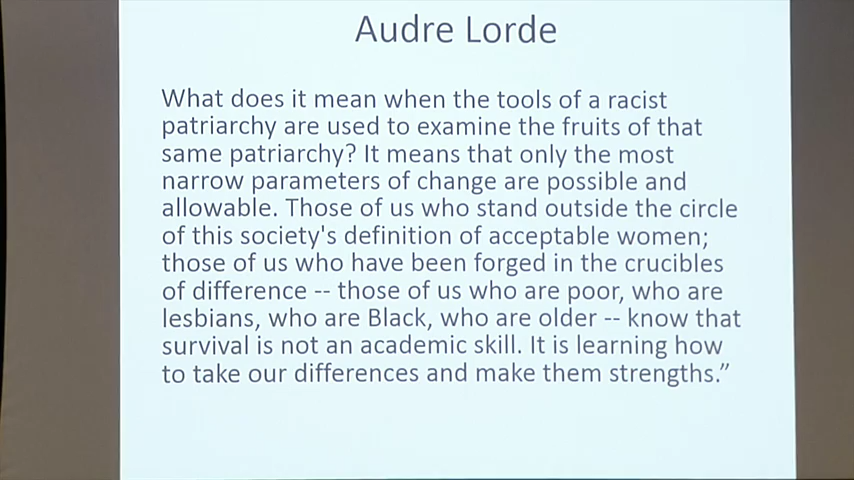 Audre Lorde
What does it mean when the tools of a racist
patriarchy are used to examine the fruits of that
same patriarchy? It means that only the most
narrow parameters of change are possible and
allowable. Those of us who stand outside the circle
of this society's definition of acceptable women;
those of us who have been forged in the crucibles
of difference -- those of us who are poor, who are
lesbians, who are Black, who are older -- know that
survival is not an academic skill. It is learning how
to take our differences and make them strengths.”